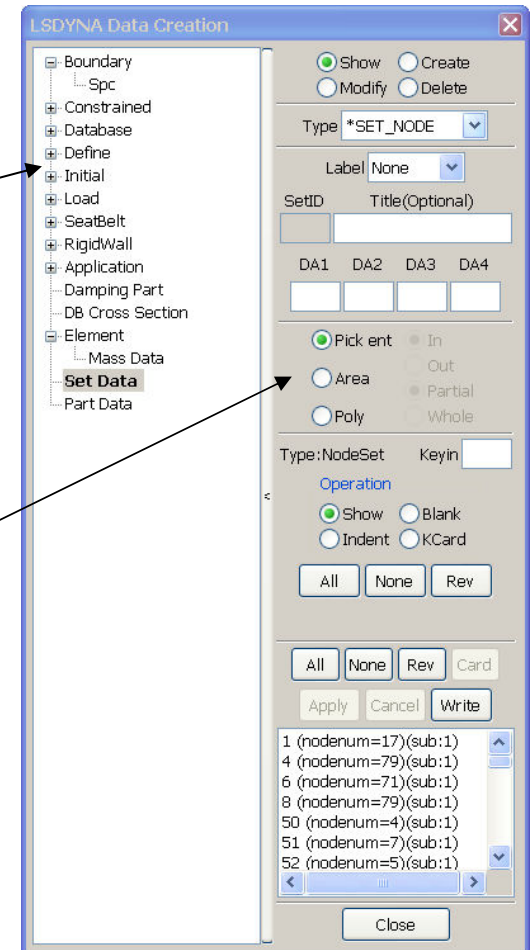 LSDYNA Data Creation
Boundary
Spc
Constrained
Database
Define
Initial
Load
SeatBelt
RigidWall
Application
Damping Part
DB Cross Section
Element
Mass Data
Set Data
Part Data
<
Show Create
Modify Delete
Type *SET_NODE
Label None
SetID Title(Optional)
DA1 DA2 DA3 DA4
Pick ent In
Out
Area
Partial
Poly Whole
Type:NodeSet Keyin
Operation
Show Blank
Indent KCard
All None Rev
All None Rev Card
Apply Cancel Write
1 (nodenum=17)(sub:1)
4 (nodenum=79)(sub:1)
6 (nodenum=71)(sub:1)
8 (nodenum=79)(sub:1)
50 (nodenum=4)(sub:1)
51 (nodenum=7)(sub:1)
52 (nodenum=5)(sub:1)
Close